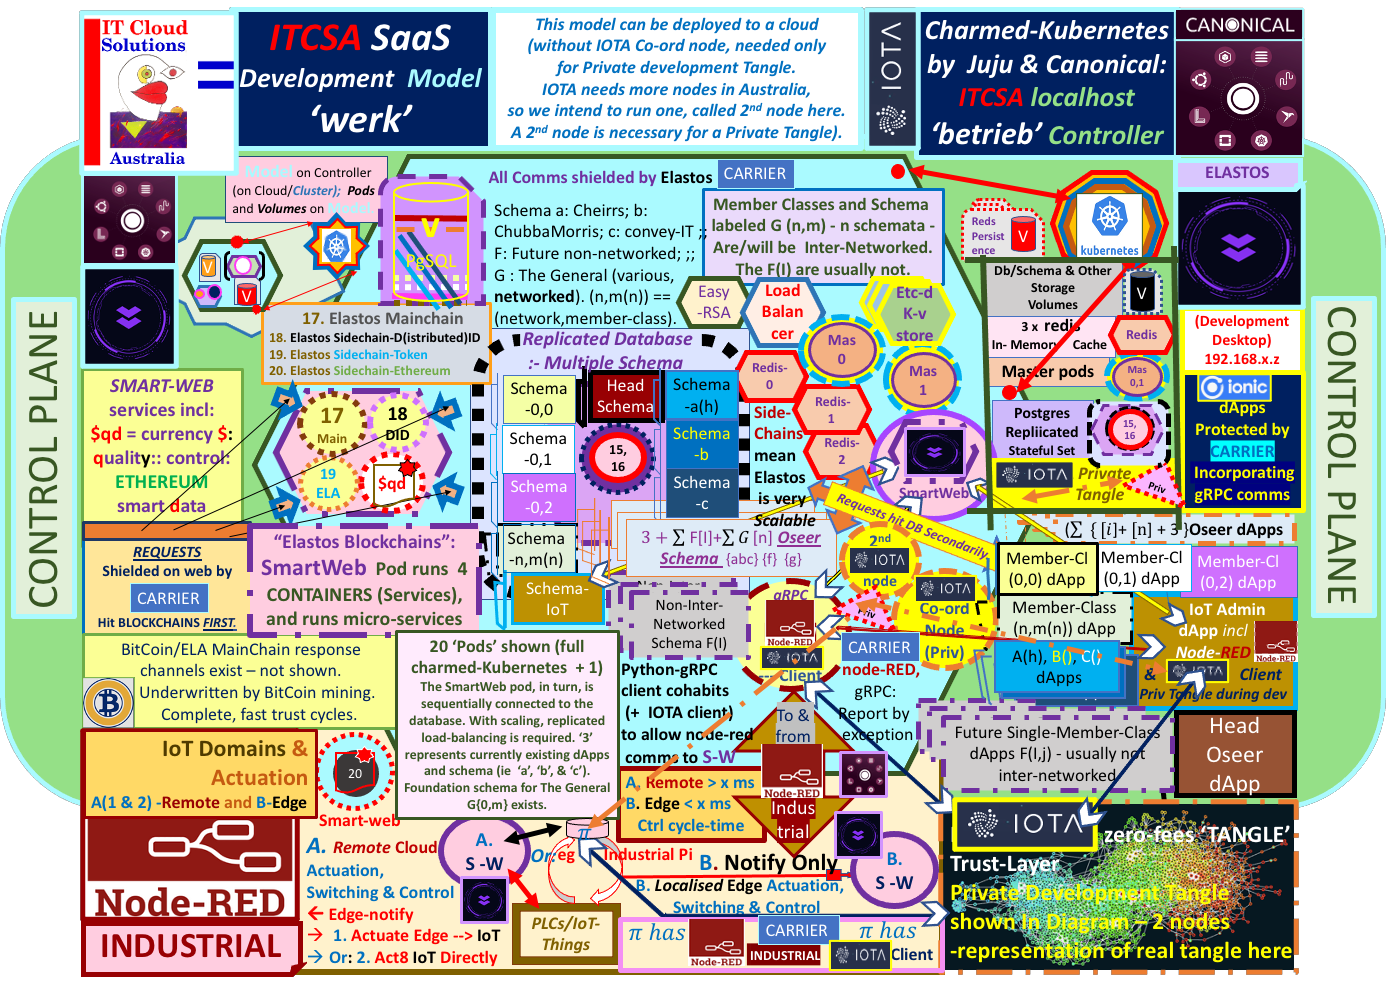 IT Cloud
Solutions
Australia
ITCSA SaaS
Development Model
‘werk’
This model can be deployed to a cloud
(without IOTA Co-ord node, needed only
for Private development Tangle.
IOTA needs more nodes in Australia,
so we intend to run one, called 2nd node here.
A 2nd node is necessary for a Private Tangle).
IOTA
Charmed-Kubernetes
by Juju & Canonical:
ITCSA localhost
‘betrieb’ Controller
CANONICAL
CONTROL PLANE
Model on Controller
(on Cloud/Cluster); Pods
and Volumes on Model
V
PgSQL
V
V
All Comms shielded by Elastos
CARRIER
Schema a: Cheirrs; b:
ChubbaMorris; c: convey-IT ;;
F: Future non-networked; ;;
G : The General (various,
networked). (n,m(n)) ==
(network,member-class).
Member Classes and Schema
labeled G (n,m) - n schemata -
Are/will be Inter-Networked.
The F(I) are usually not.
Reds
Persist
ence
V
kubernetes
ELASTOS
17. Elastos Mainchain
18. Elastos Sidechain-D(istributed)ID
19. Elastos Sidechain-Token
20. Elastos Sidechain-Ethereum
Easy
-RSA
Load
Balan
cer
Etc-d
K-v
store
Mas
0
Mas
1
Redis-
0
Redis-
1
Redis-
2
Db/Schema & Other
Storage
Volumes
V
3 x redis
In- Memory Cache
Redis
Master pods
Mas
0,1
Postgres
Repliicated
Stateful Set
15,
16
IOTA
Private
Tangle
Priv
(Development
Desktop)
192.168.x.z
ionic
dApps
Protected by
CARRIER
Incorporating
gRPC comms
CONTROL PLANE
SMART-WEB
services incl:
$qd = currency $:
quality:: control:
ETHEREUM
smart data
17
Main
18
DID
19
ELA
$qd
Replicated Database
:- Multiple Schema
Schema
-0,0
Head
Schema
Schema
-a(h)
Schema
-0,1
15,
16
Schema
-b
Schema
-0,2
Schema
-c
Schema
-n,m(n)
Schema-
IoT
Side-
Chains
mean
Elastos
is very
Scalable
SmartWeb
Requests hit DB Secondarily
3 + ∑ F[I]+∑ G [n] Oseer
Schema {abc} {f} {g}
REQUESTS
Shielded on web by
CARRIER
Hit BLOCKCHAINS FIRST.
“Elastos Blockchains”:
SmartWeb Pod runs 4
CONTAINERS (Services),
and runs micro-services
Non-Inter-
Networked
Schema F(I)
gRPC
Node-RED
IOTA
Client
2nd
IOTA
node
Priv
IOTA
Co-ord
Node
(Priv)
(∑ { [i]+ [n] + 3 }Oseer dApps
Member-Cl
(0,0) dApp
Member-Cl
(0,1) dApp
Member-Cl
(0,2) dApp
Member-Class
(n,m(n)) dApp
A(h), B(), C()
dApps
IoT Admin
dApp incl
Node-RED
& IOTA Client
Priv Tangle during dev
Node-RED
BitCoin/ELA MainChain response
channels exist – not shown.
Underwritten by BitCoin mining.
Complete, fast trust cycles.
20 ‘Pods’ shown (full
charmed-Kubernetes + 1)
The SmartWeb pod, in turn, is
sequentially connected to the
database. With scaling, replicated
load-balancing is required. ‘3’
represents currently existing dApps
and schema (ie ‘a’, ‘b’, & ‘c’).
Foundation schema for The General
G{0,m} exists.
Python-gRPC
client cohabits
(+ IOTA client)
to allow node-red
comms to S-W
CARRIER
node-RED,
gRPC:
Report by
exception
To &
from
Node-RED
Indus
trial
Future Single-Member-Class
dApps F(I,j) - usually not
inter-networked
Head
Oseer
dApp
IoT Domains &
Actuation
A(1 & 2) -Remote and B-Edge
20
Smart-web
A. Remote > x ms
B. Edge < x ms
Ctrl cycle-time
Node-RED
INDUSTRIAL
A. Remote Cloud
Actuation,
Switching & Control
← Edge-notify
→ 1. Actuate Edge --> IoT
→ Or: 2. Act8 IoT Directly
A.
S -W
π
Or:eg
Industrial Pi
PLCs/IoT-
Things
B. Notify Only
B. Localised Edge Actuation,
Switching & Control
B.
S -W
π has
Node-RED
CARRIER
INDUSTRIAL
π has
IOTA
Client
IOTA
zero-fees ‘TANGLE’
Trust-Layer
Private Development Tangle
shown In Diagram – 2 nodes
-representation of real tangle here